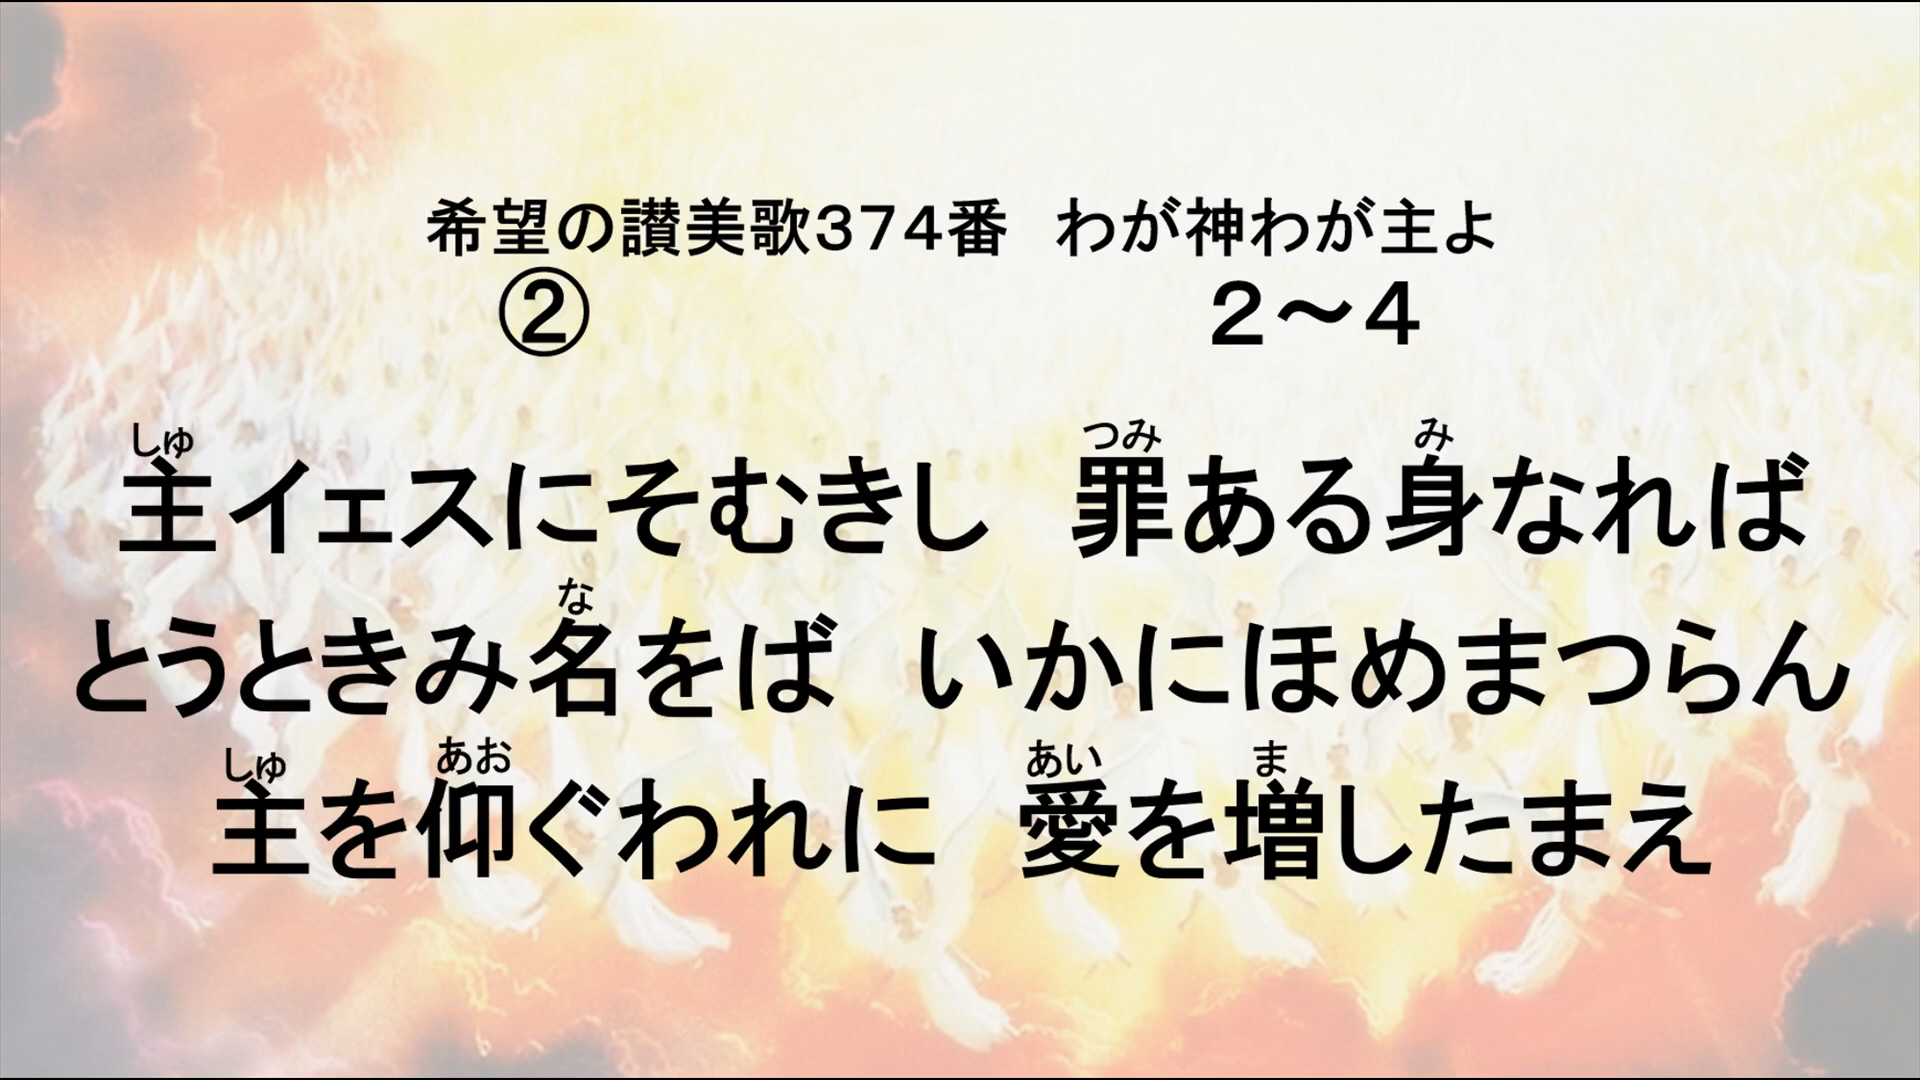 希望の讃美歌３７４番　わが神わが主よ
②　２～４
主イェスにそむきし　罪ある身なれば
とうときみ名をば　いかにほめまつらん
主を仰ぐわれに　愛を増したまえ